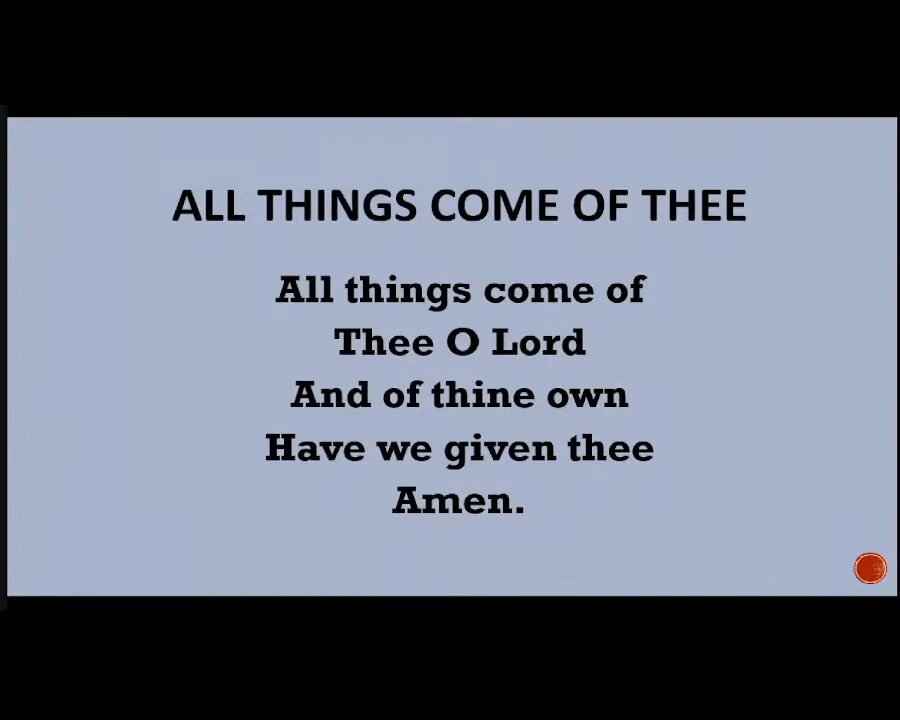 ALL THINGS COME OF THEE
All things come of
Thee O Lord
And of thine own
Have we given thee
Amen.